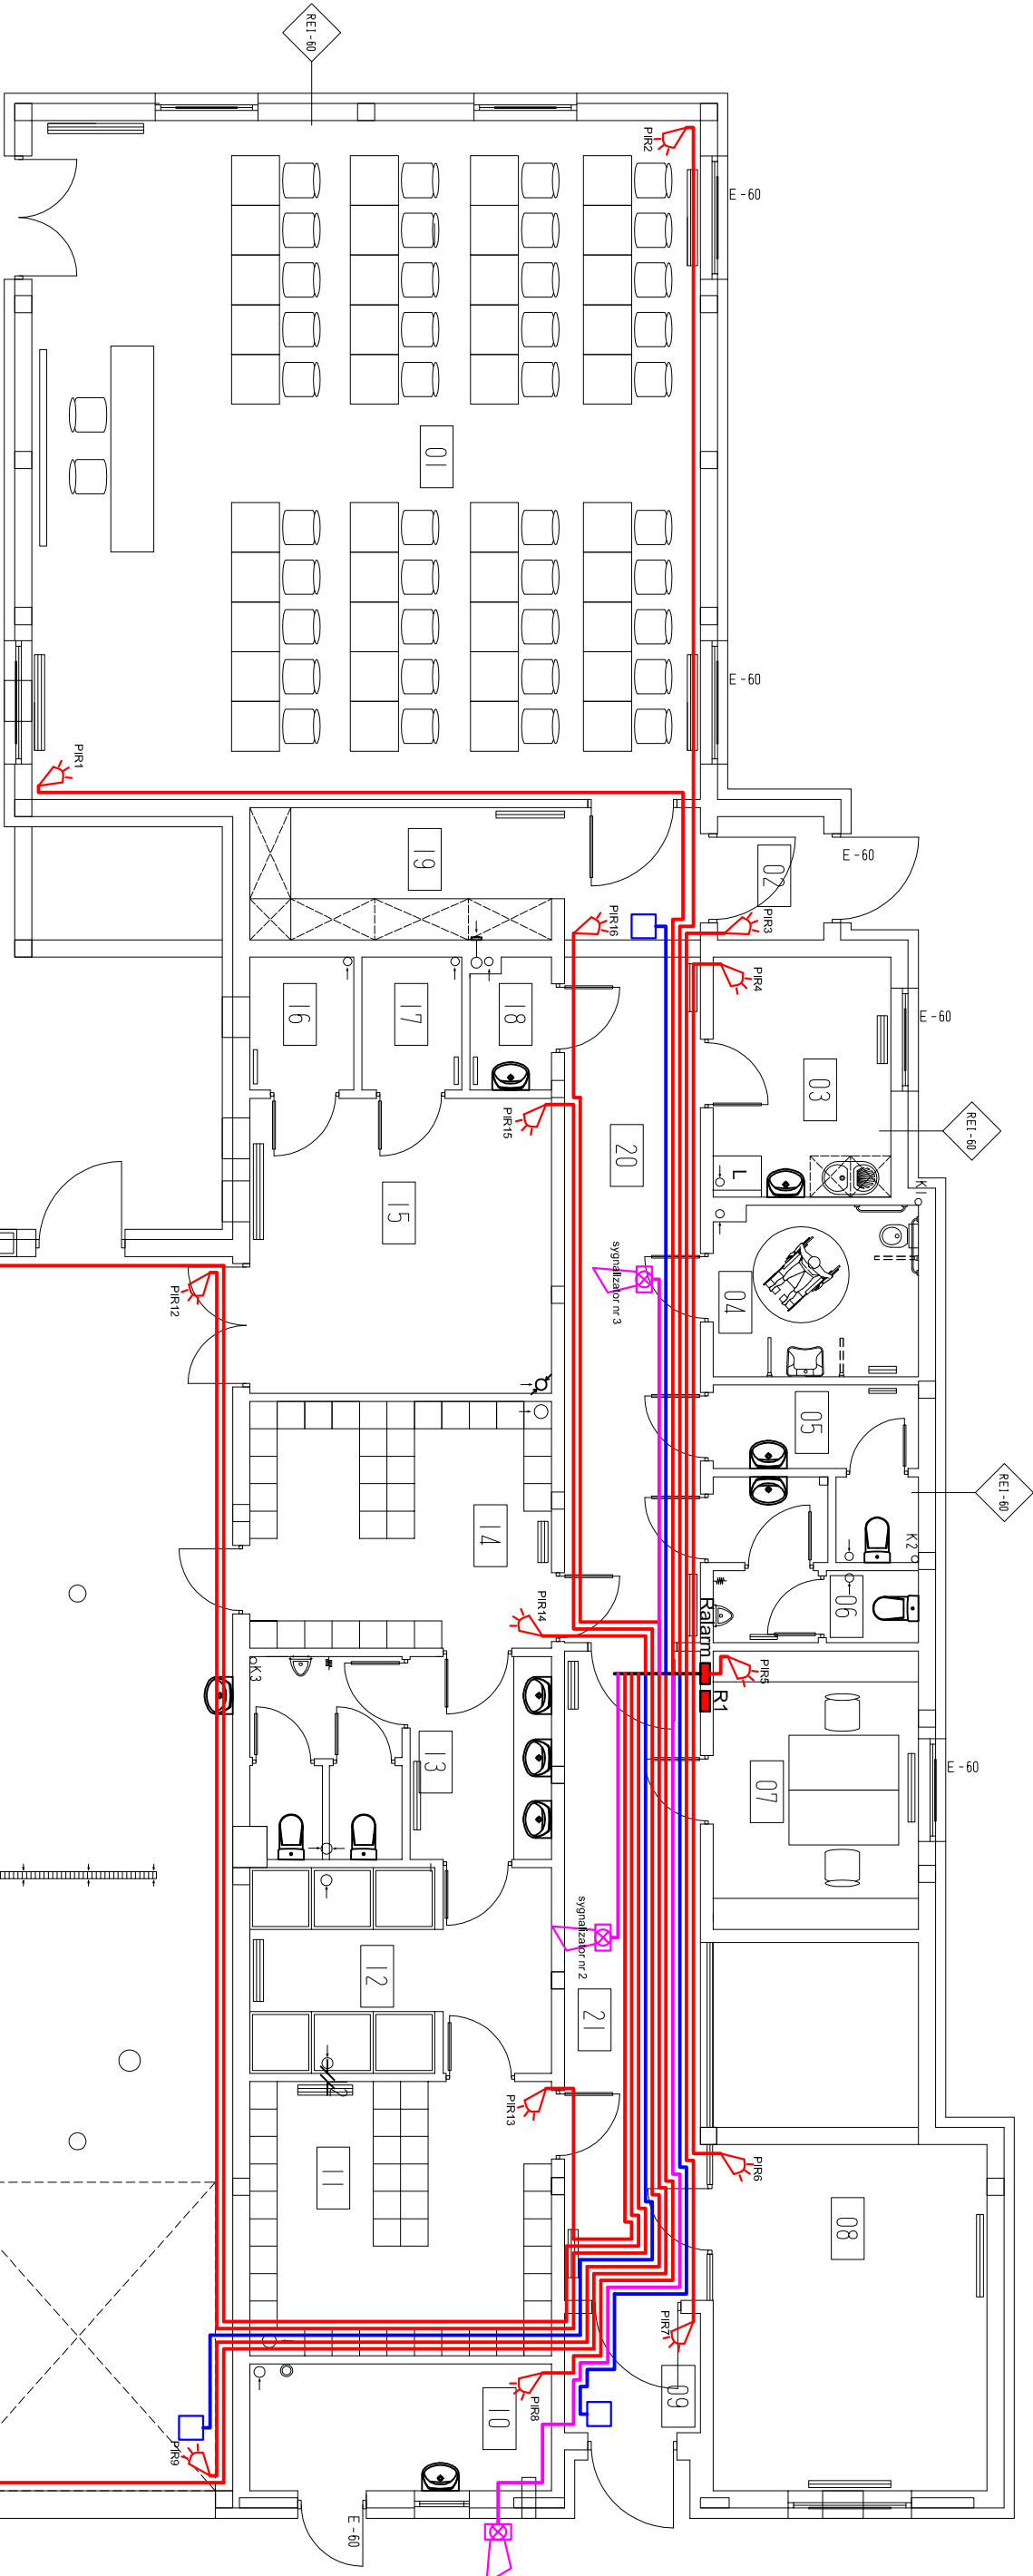 REI-60
PIR2
E-60
01
E-60
PIR1
19
02
E-60
PIR16
PIR3
PIR4
E-60
16
17
18
03
REI-60
PIR15
20
L
K1
15
sygnalizator nr 3
04
PIR12
05
REI-60
14
K2
PIR14
06
Ralarm
K3
PIR5
R1
13
07
E-60
sygnalizator nr 2
12
21
PIR13
11
PIR6
08
PIR7
PIR8
09
10
PIR9
E-60